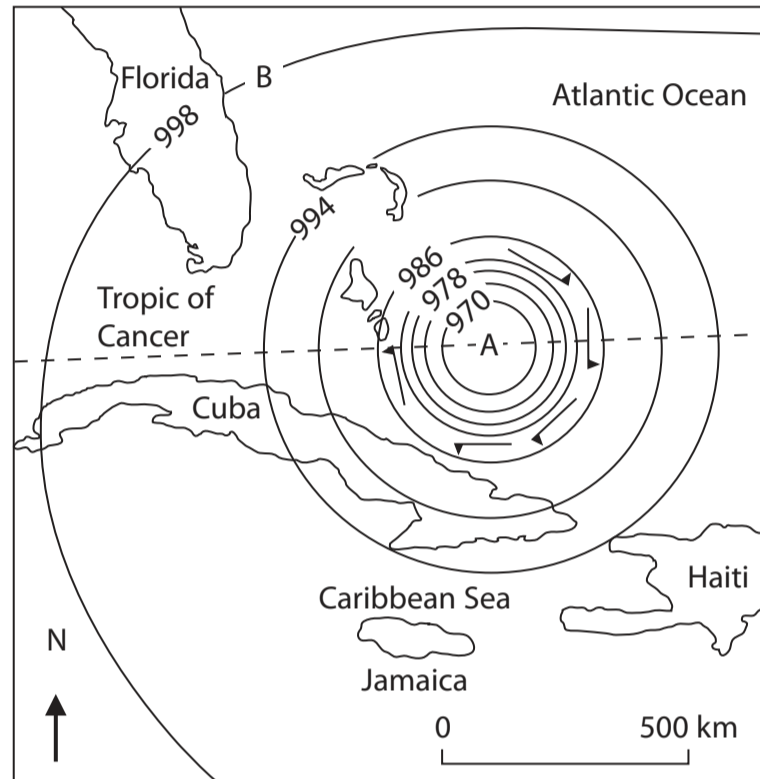 Florida
B
Atlantic Ocean
998
994
986
978
970
Tropic of
Cancer
A
Cuba
Haiti
Caribbean Sea
Jamaica
N
0 500 km